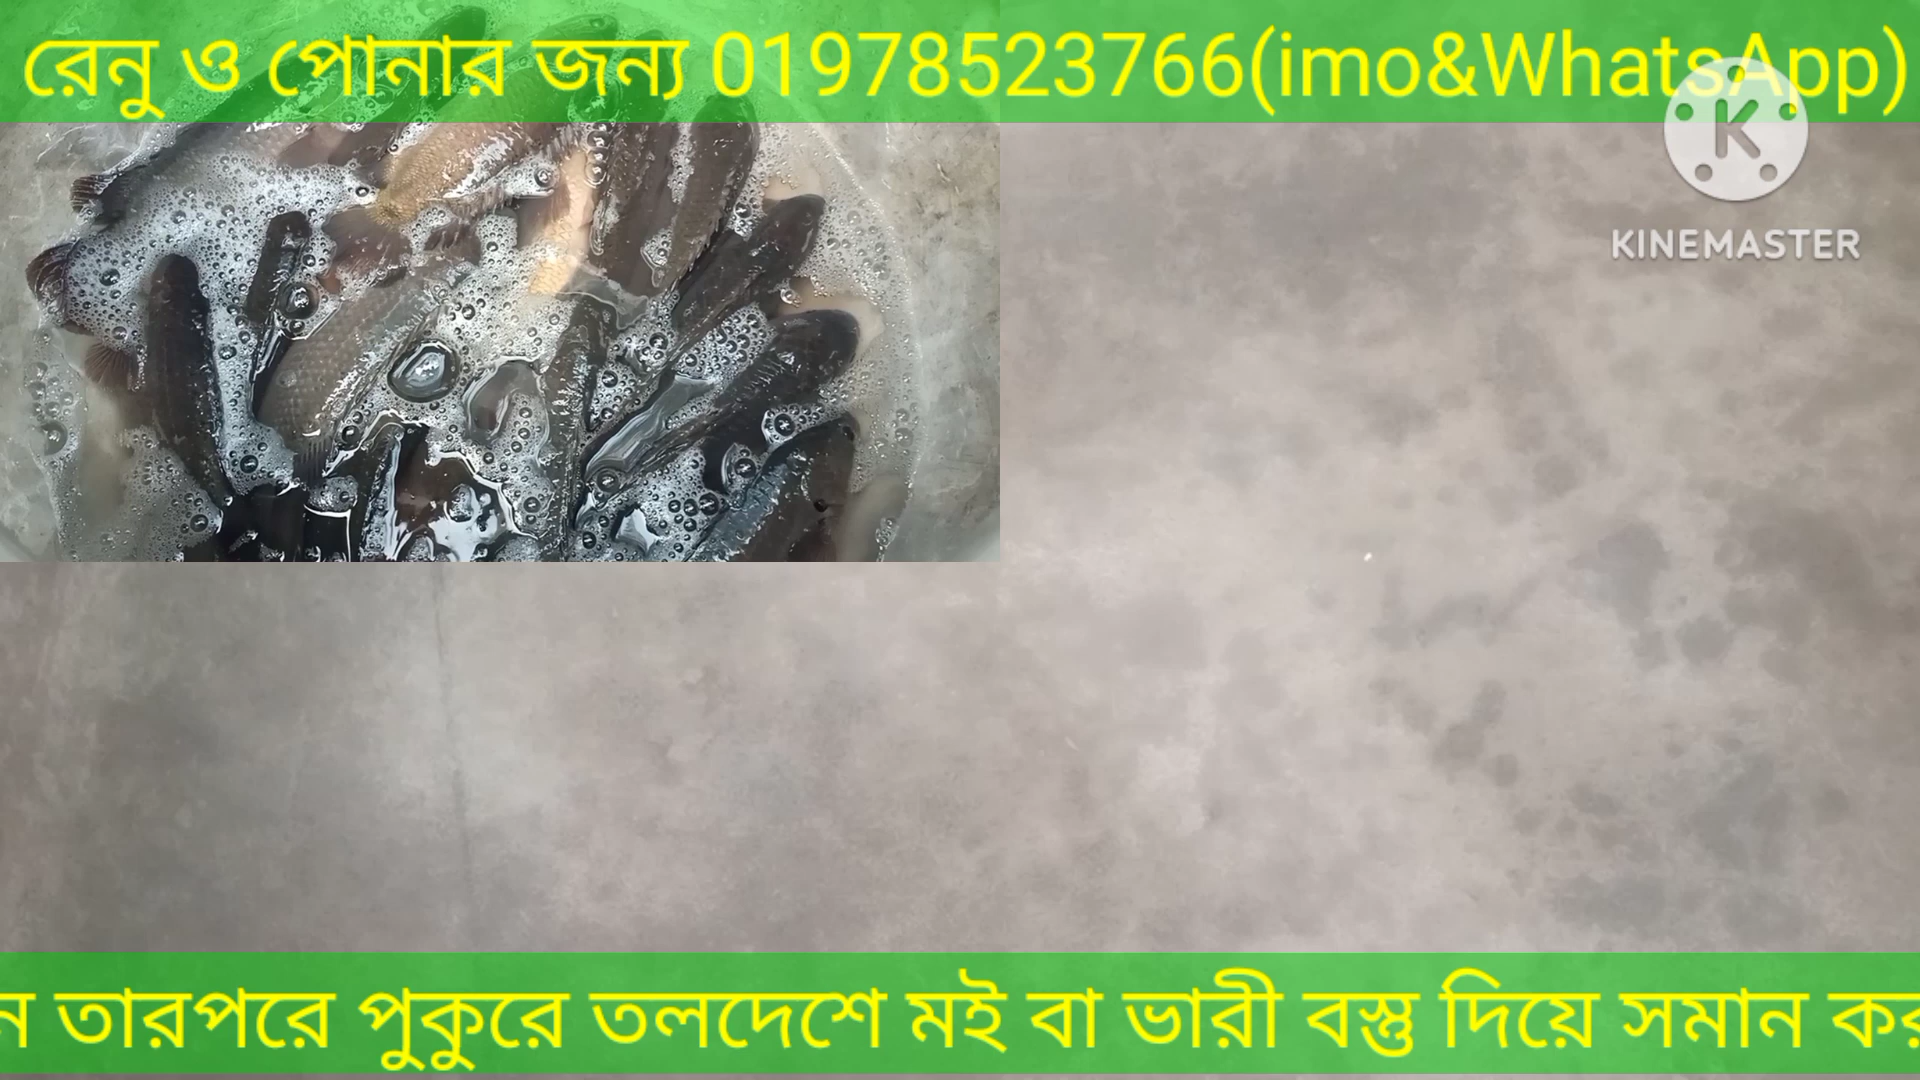 রেনু ও পোনার জন্য 01978523766(imo&WhatsApp)
KINEMASTER
তারপরে পুকুরে তলদেশে মই বা ভারী বস্তু দিয়ে সমান